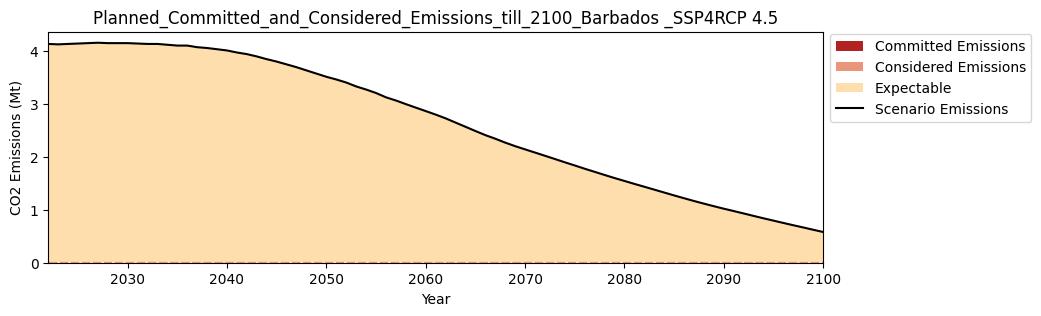 Planned_Committed_and_Considered_Emissions_till_2100_Barbados _SSP4RCP 4.5
CO2 Emissions (Mt)
4
3
2
1
0
2030 2040 2050 2060 2070 2080 2090 2100
Year
Committed Emissions
Considered Emissions
Expectable
Scenario Emissions